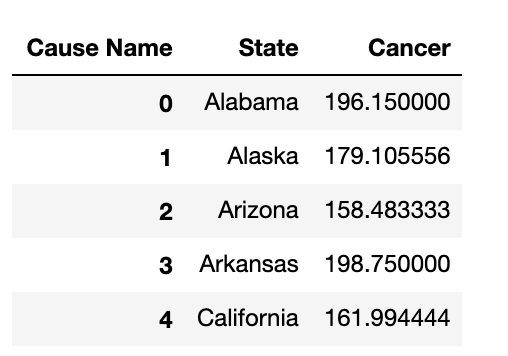 Cause Name State Cancer
0 Alabama 196.150000
1 Alaska 179.105556
2 Arizona 158.483333
3 Arkansas 198.750000
4 California 161.994444